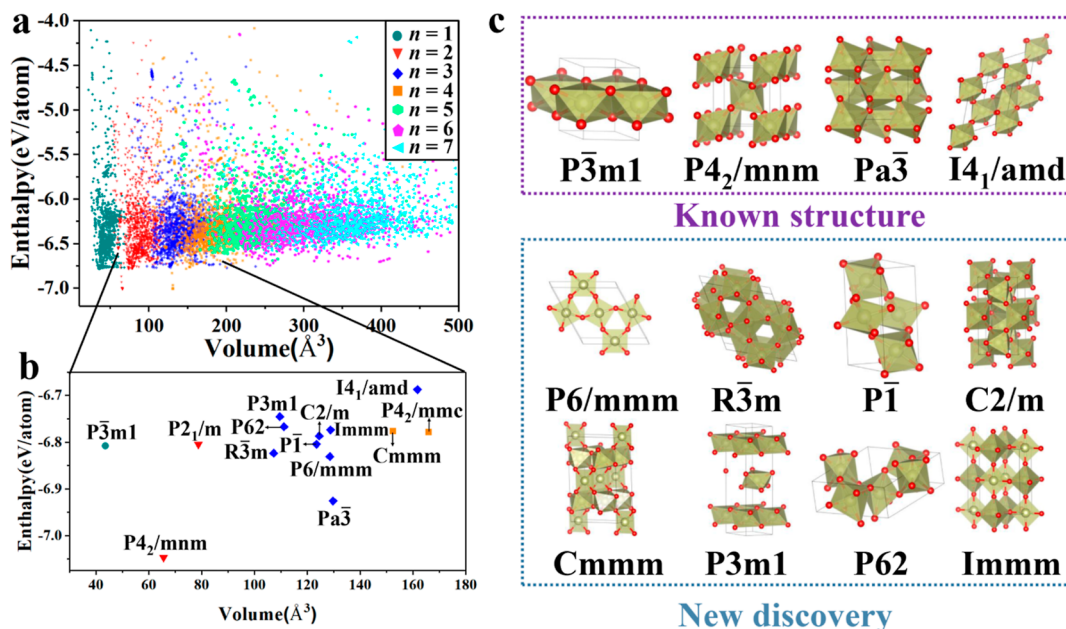 a
-4.0
-4.5
-5.0
-5.5
-6.0
-6.5
-7.0
Enthalpy(eV/atom)
n = 1
n = 2
n = 3
n = 4
n = 5
n = 6
n = 7
100 200 300 400 500
Volume(Å³)
b
-6.7
-6.8
-6.9
-7.0
Enthalpy(eV/atom)
I4₁/amd
P3m1 C2/m P4₂/mmc
P3̅m1 P2₁/m P62 Immm
R3̅m P1̅ Cmmm
P6/mmm
Pa3̅
P4₂/mnm
40 60 80 100 120 140 160 180
Volume(Å³)
c
P3̅m1 P4₂/mnm Pa3̅ I4₁/amd
Known structure
P6/mmm R3̅m P1̅ C2/m
Cmmm P3m1 P62 Immm
New discovery